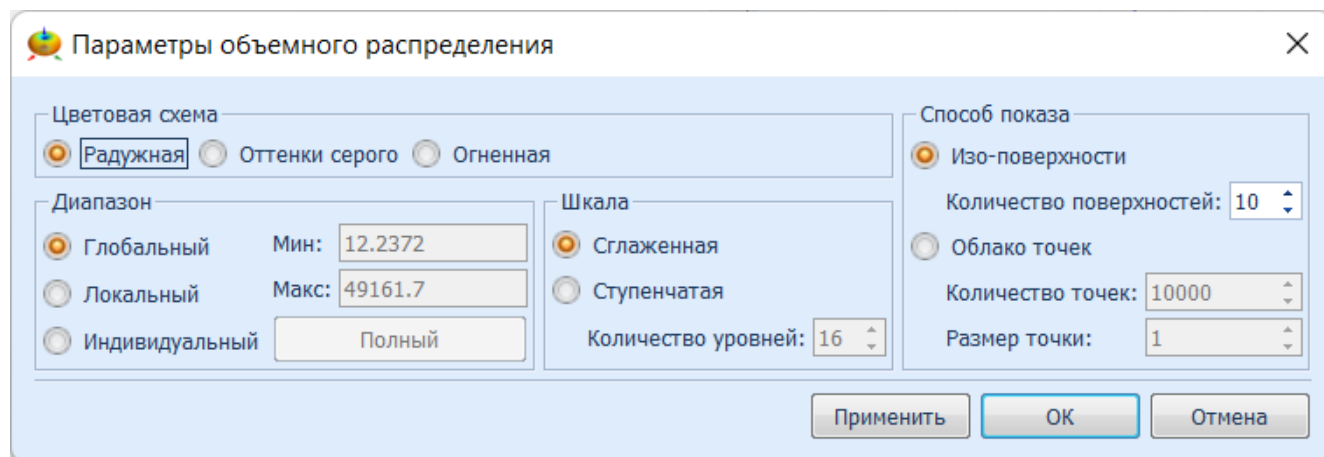 Параметры объемного распределения
Цветовая схема
Радужная Оттенки серого Огненная
Диапазон
Глобальный Мин: 12.2372
Локальный Макс: 49161.7
Индивидуальный Полный
Шкала
Сглаженная
Ступенчатая
Количество уровней: 16
Способ показа
Изо-поверхности
Количество поверхностей: 10
Облако точек
Количество точек: 10000
Размер точки: 1
Применить ОК Отмена